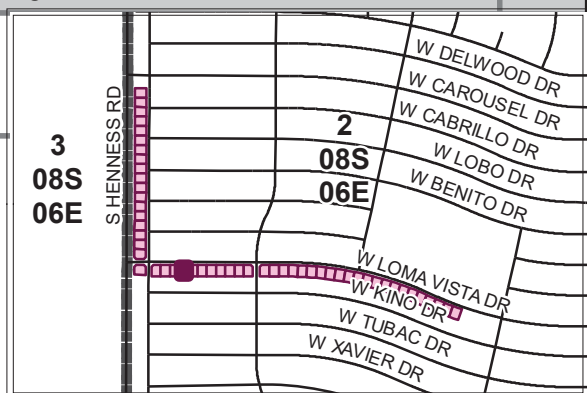 W DELWOOD DR
W CAROUSEL DR
W CABRILLO DR
W LOBO DR
W BENITO DR
S HENNESS RD
3
08S
06E
2
08S
06E
W LOMA VISTA DR
W KINO DR
W TUBAC DR
W XAVIER DR